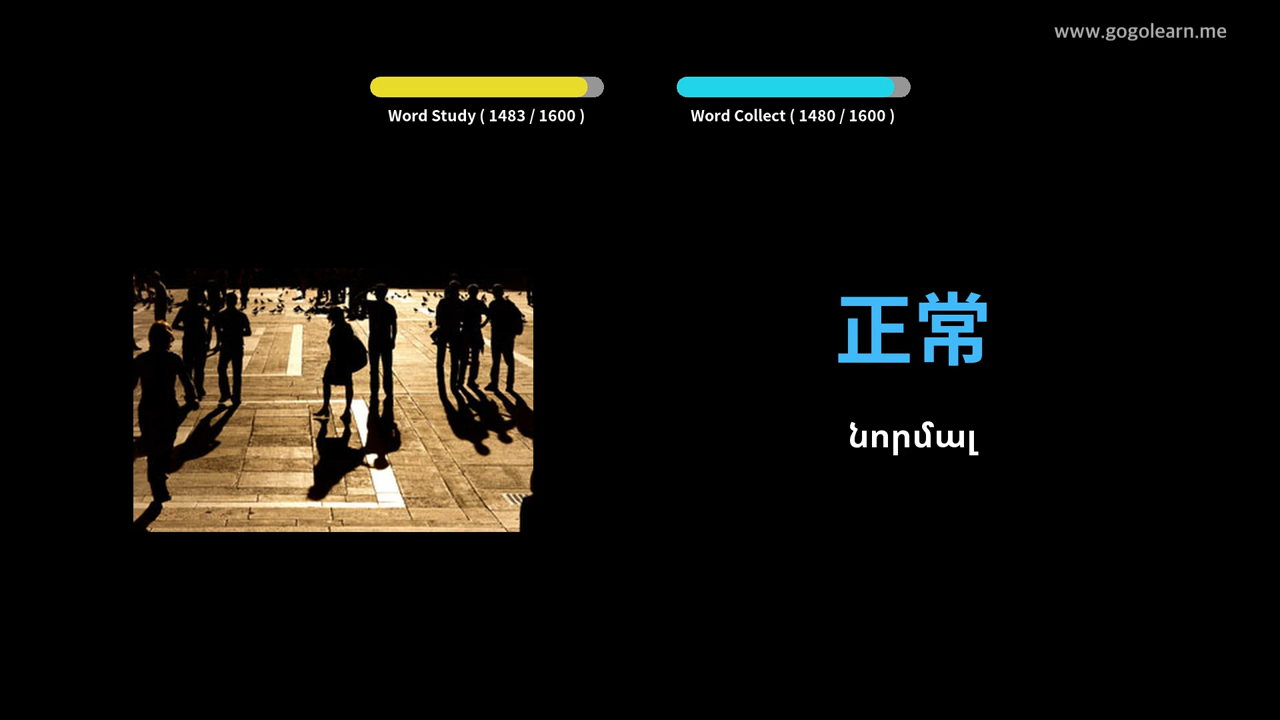 www.gogolearn.me
Word Study ( 1483 / 1600 )
Word Collect ( 1480 / 1600 )
正常
նորմալ